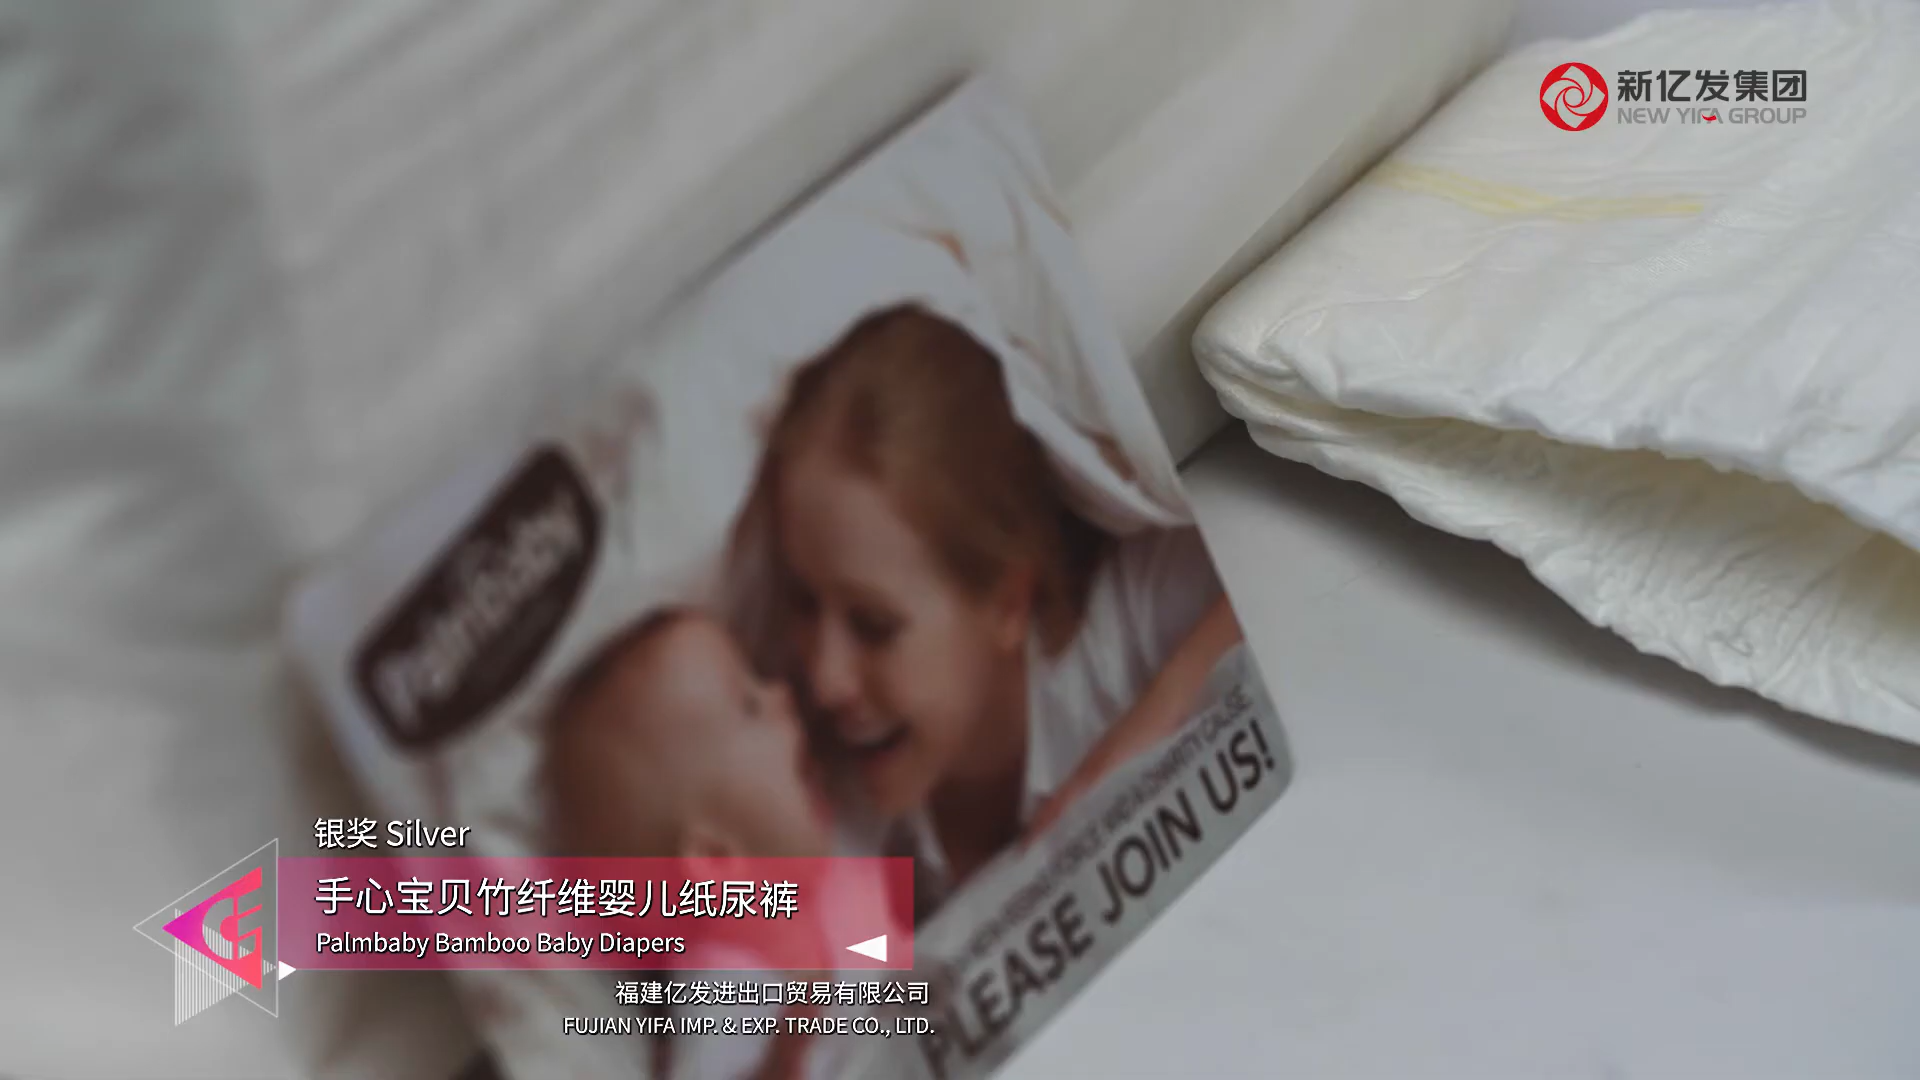 新亿发集团
NEW YIFA GROUP
Palmbaby
PLEASE JOIN US!
银奖 Silver
手心宝贝竹纤维婴儿纸尿裤
Palmbaby Bamboo Baby Diapers
福建亿发进出口贸易有限公司
FUJIAN YIFA IMP. & EXP. TRADE CO., LTD.